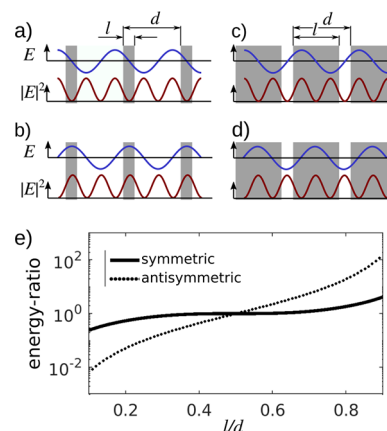 a)
l
d
E
|E|²
b)
E
|E|²
c)
d
l
d)
e)
energy-ratio
10²
10⁰
10⁻²
symmetric
antisymmetric
0.2 0.4 0.6 0.8
l/d